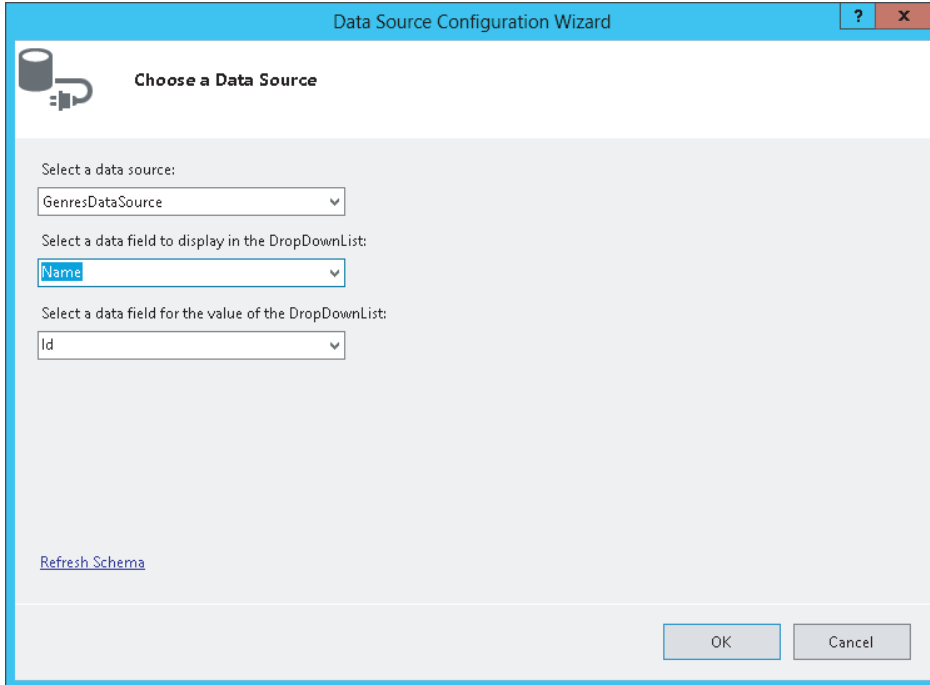 Data Source Configuration Wizard
? x
Choose a Data Source
Select a data source:
GenresDataSource
Select a data field to display in the DropDownList:
Name
Select a data field for the value of the DropDownList:
Id
Refresh Schema
OK Cancel